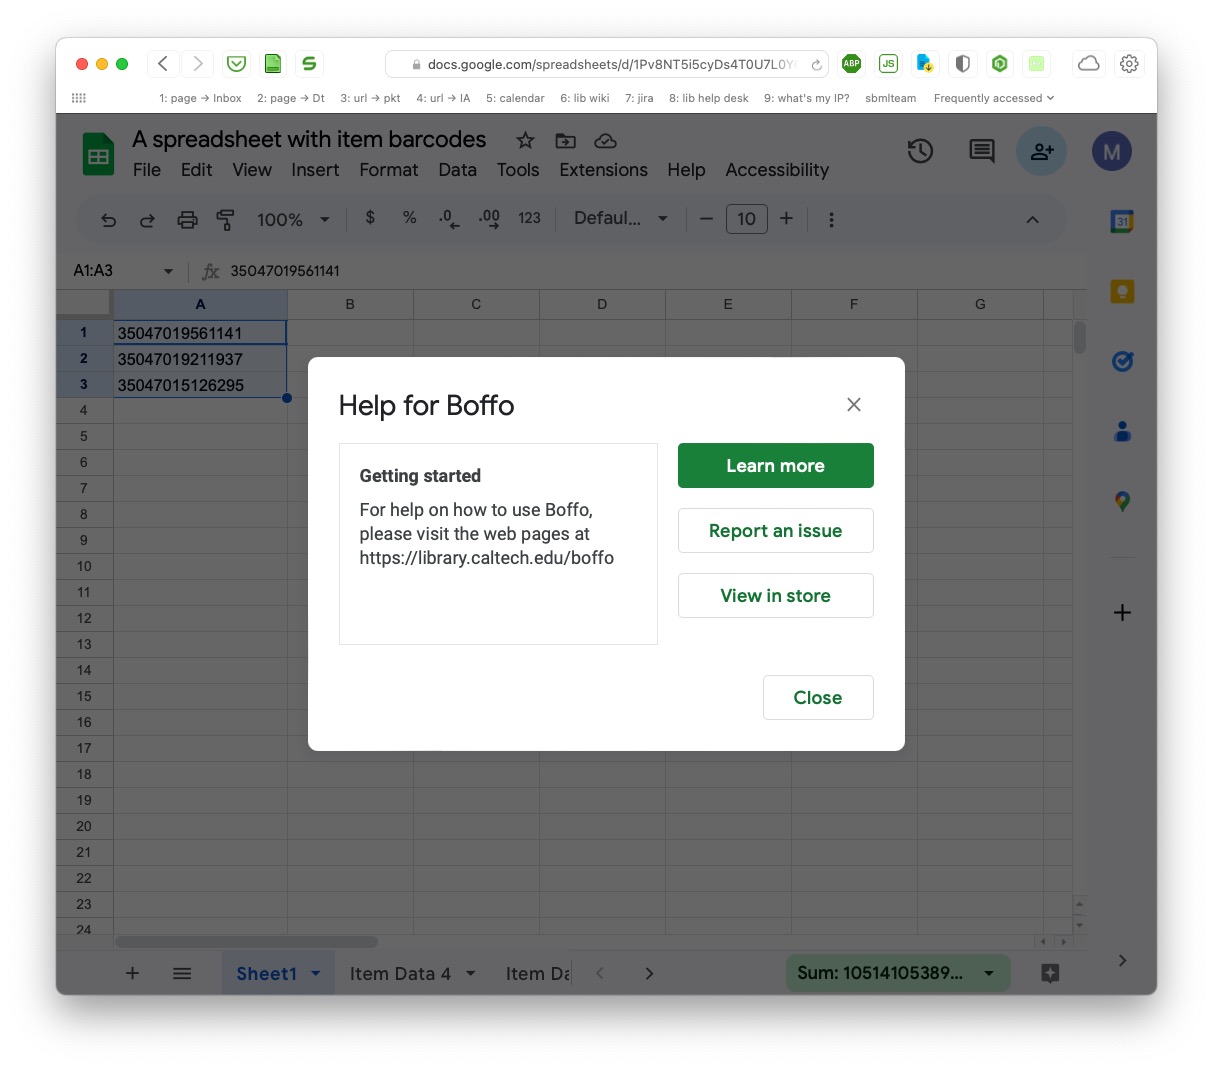 docs.google.com/spreadsheets/d/1Pv8NT5i5cyDs4T0U7L0Y
ABP
JS
1: page → Inbox 2: page → Dt 3: url → pkt 4: url → IA 5: calendar 6: lib wiki 7: jira 8: lib help desk 9: what's my IP? sbmlteam Frequently accessed
A spreadsheet with item barcodes
M
File Edit View Insert Format Data Tools Extensions Help Accessibility
100% $ % .0 .00 123 Defaul... 10
31
A1:A3 fx 35047019561141
A B C D E F G
1 35047019561141
2 35047019211937
3 35047015126295
4
5
6
7
8
9
10
11
12
13
14
15
16
17
18
19
20
21
22
23
24
Help for Boffo
Getting started
For help on how to use Boffo,
please visit the web pages at
https://library.caltech.edu/boffo
Learn more
Report an issue
View in store
Close
Sheet1 Item Data 4 Item Da Sum: 10514105389...